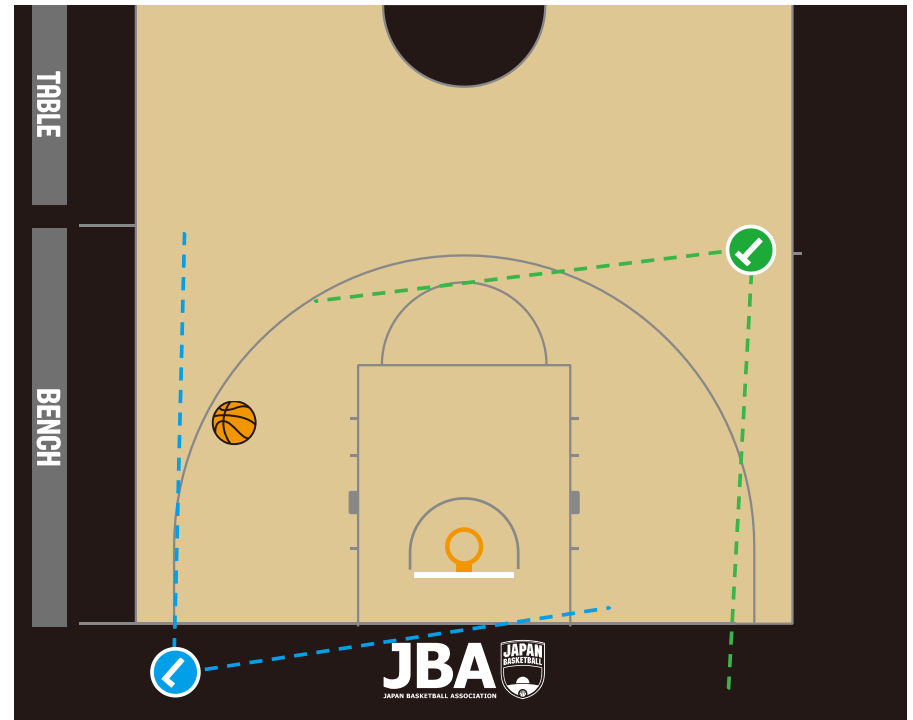 TABLE
BENCH
JBA
JAPAN BASKETBALL ASSOCIATION
JAPAN
BASKETBALL